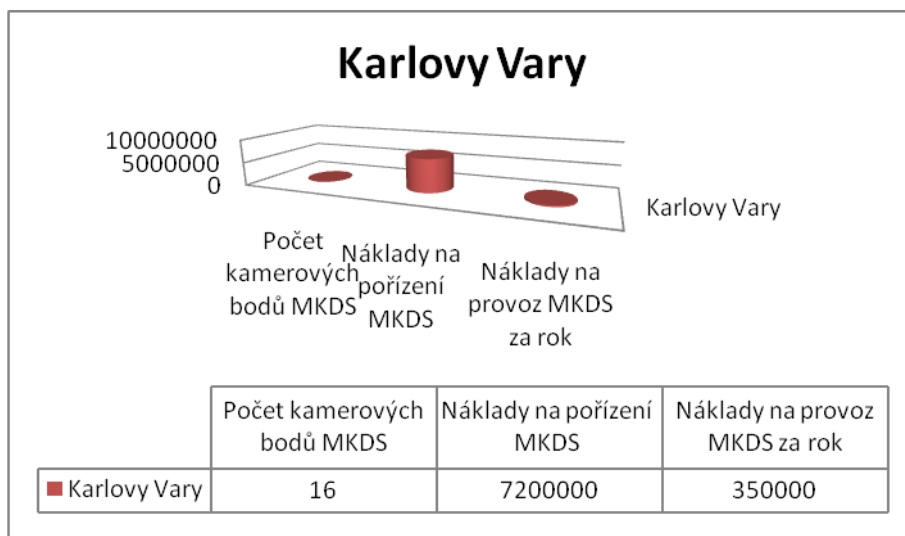 Karlovy Vary
10000000
5000000
0
Karlovy Vary
Počet
kamerových
bodů MKDS
Náklady na
pořízení
MKDS
Náklady na
provoz MKDS
za rok
Počet kamerových
bodů MKDS
Náklady na pořízení
MKDS
Náklady na provoz
MKDS za rok
Karlovy Vary
16
7200000
350000